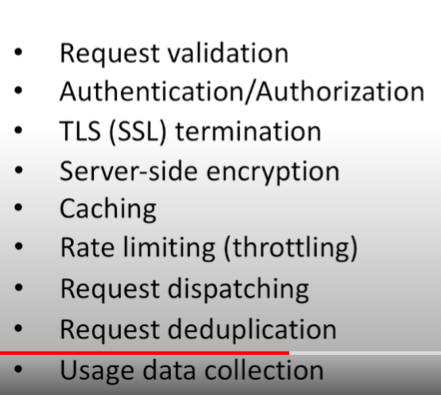 • Request validation
• Authentication/Authorization
• TLS (SSL) termination
• Server-side encryption
• Caching
• Rate limiting (throttling)
• Request dispatching
• Request deduplication
• Usage data collection